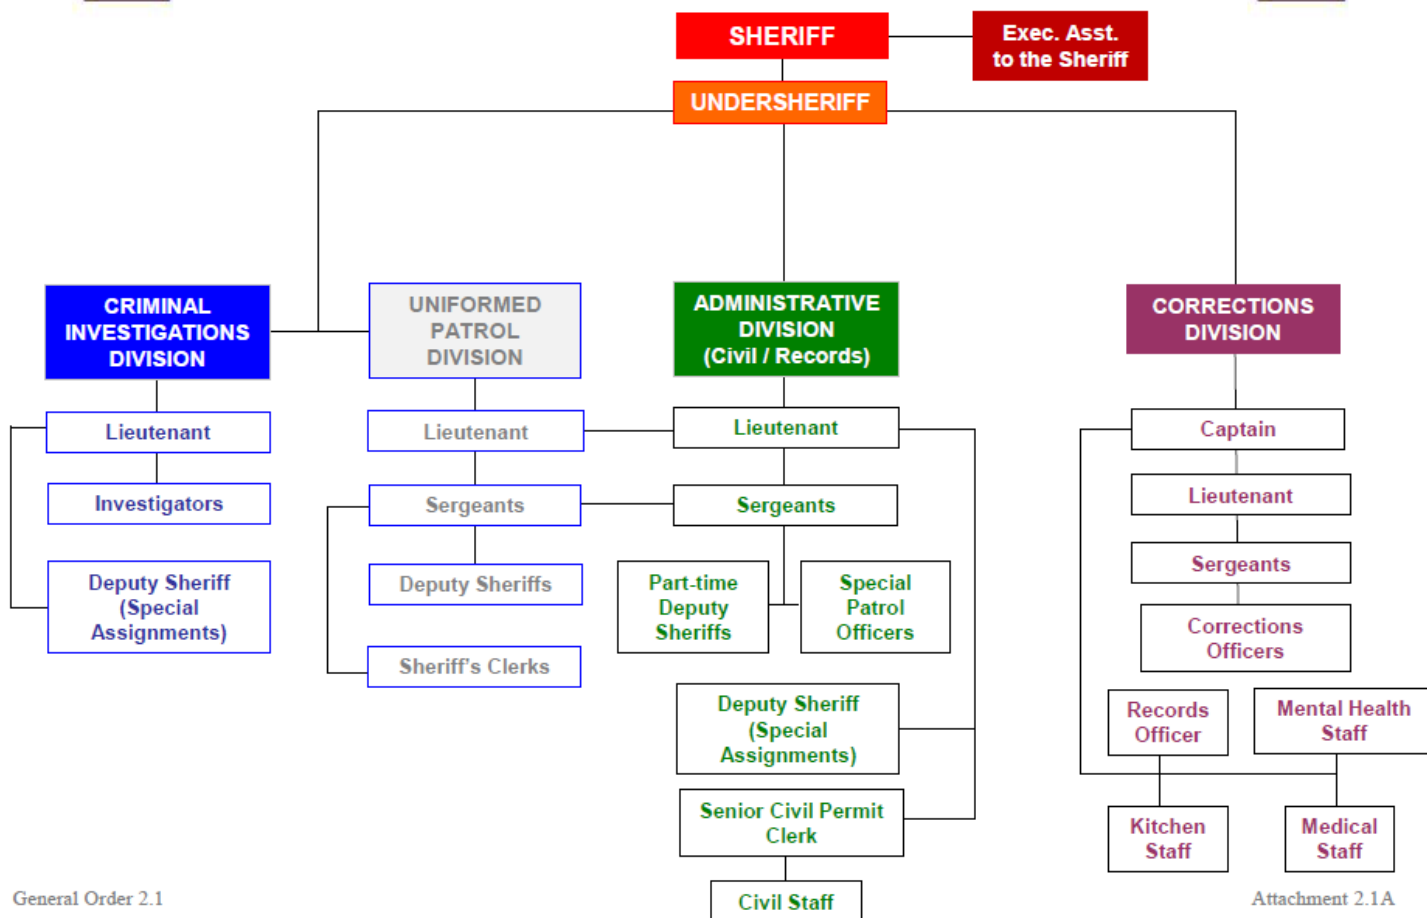 SHERIFF
Exec. Asst.
to the Sheriff
UNDERSHERIFF
CRIMINAL
INVESTIGATIONS
DIVISION
Lieutenant
Investigators
Deputy Sheriff
(Special
Assignments)
UNIFORMED
PATROL
DIVISION
Lieutenant
Sergeants
Deputy Sheriffs
Sheriff's Clerks
ADMINISTRATIVE
DIVISION
(Civil / Records)
Lieutenant
Sergeants
Part-time
Deputy
Sheriffs
Special
Patrol
Officers
Deputy Sheriff
(Special
Assignments)
Senior Civil Permit
Clerk
Civil Staff
CORRECTIONS
DIVISION
Captain
Lieutenant
Sergeants
Corrections
Officers
Records
Officer
Mental Health
Staff
Kitchen
Staff
Medical
Staff
General Order 2.1
Attachment 2.1A